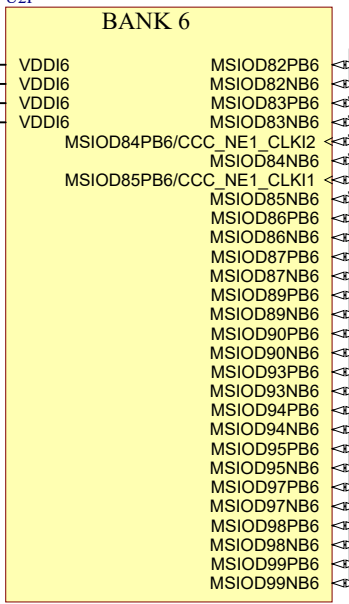 BANK 6
VDDI6 MSIOD82PB6
VDDI6 MSIOD82NB6
VDDI6 MSIOD83PB6
VDDI6 MSIOD83NB6
MSIOD84PB6/CCC_NE1_CLKI2
MSIOD84NB6
MSIOD85PB6/CCC_NE1_CLKI1
MSIOD85NB6
MSIOD86PB6
MSIOD86NB6
MSIOD87PB6
MSIOD87NB6
MSIOD89PB6
MSIOD89NB6
MSIOD90PB6
MSIOD90NB6
MSIOD93PB6
MSIOD93NB6
MSIOD94PB6
MSIOD94NB6
MSIOD95PB6
MSIOD95NB6
MSIOD97PB6
MSIOD97NB6
MSIOD98PB6
MSIOD98NB6
MSIOD99PB6
MSIOD99NB6